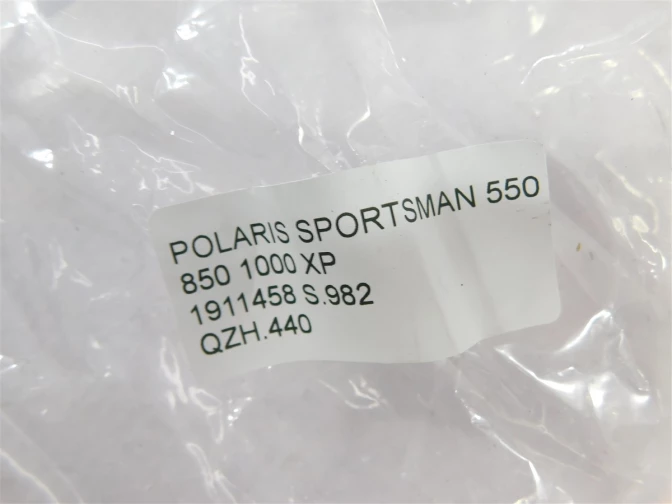 POLARIS SPORTSMAN 550
850 1000 XP
1911458 S.982
QZH.440